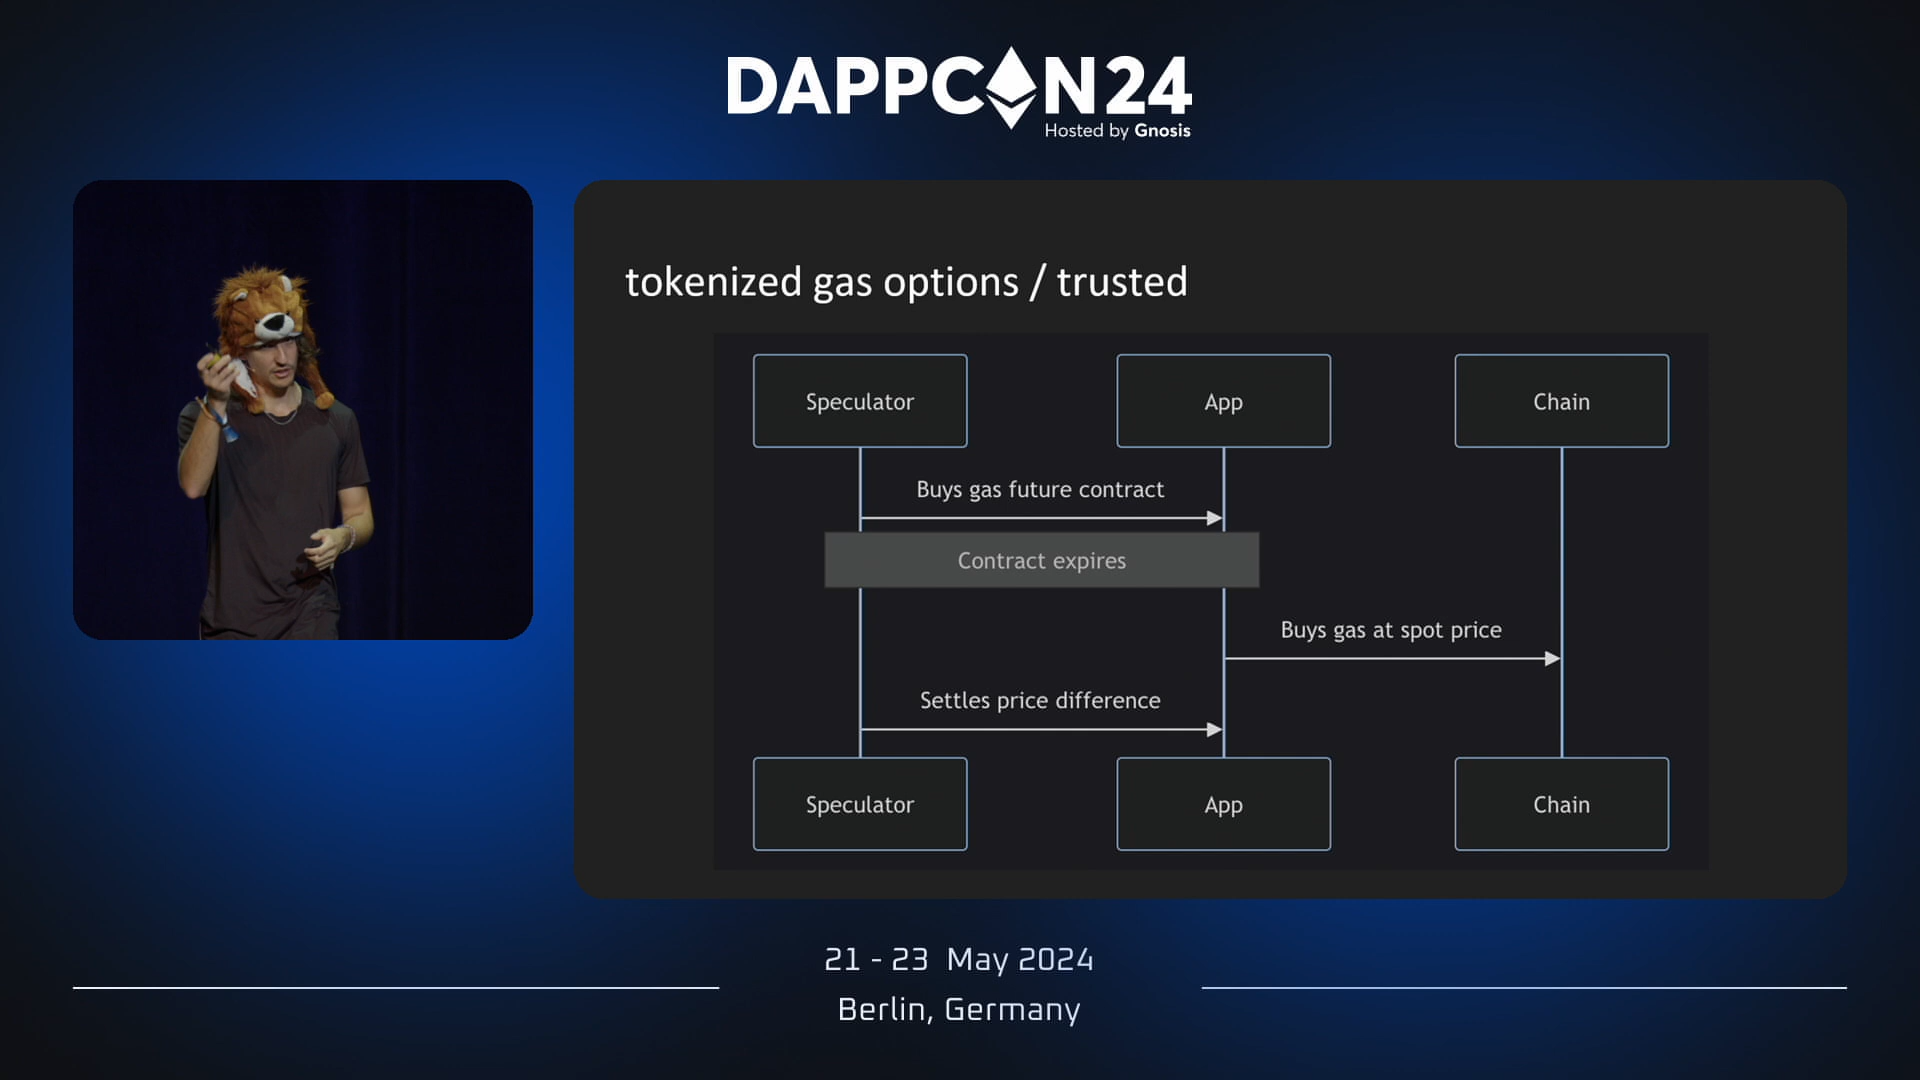 DAPPCON24
Hosted by Gnosis
tokenized gas options / trusted
Speculator
App
Chain
Buys gas future contract
Contract expires
Buys gas at spot price
Settles price difference
Speculator
App
Chain
21 - 23 May 2024
Berlin, Germany